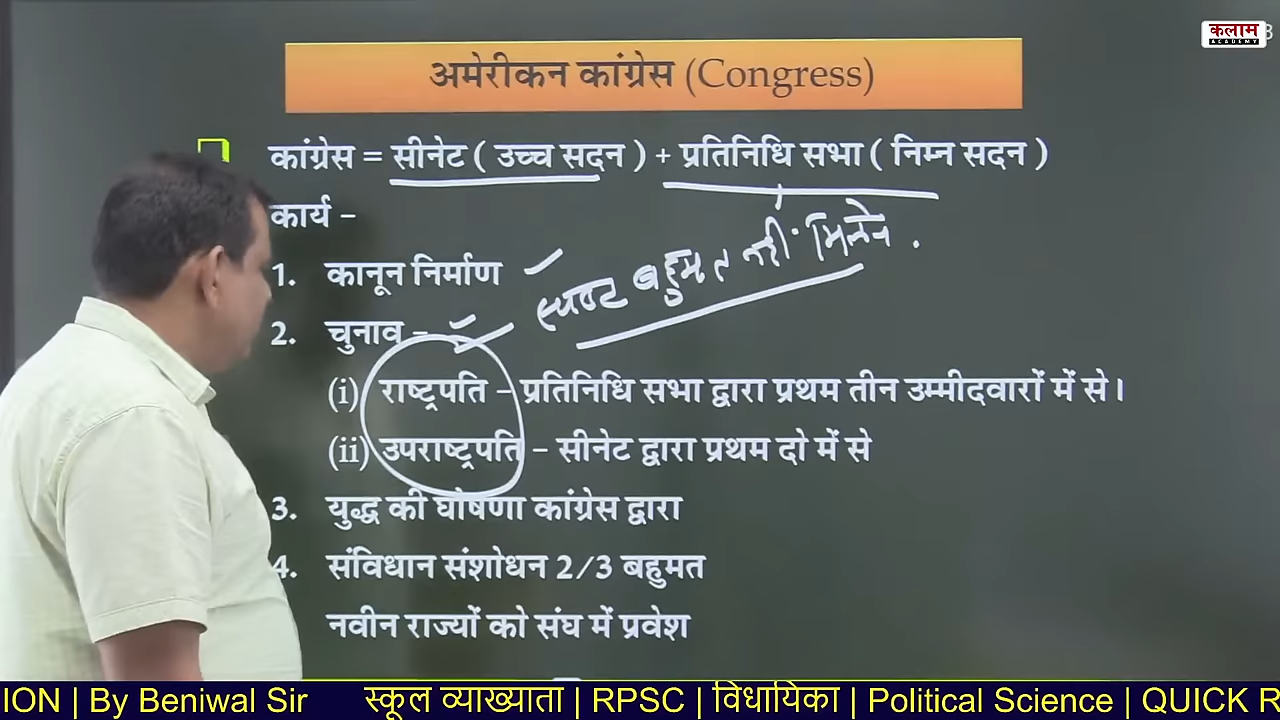 कलाम
ACADEMY
अमेरीकन कांग्रेस (Congress)
कांग्रेस = सीनेट ( उच्च सदन ) + प्रतिनिधि सभा ( निम्न सदन )
कार्य –
1. कानून निर्माण
स्पष्ट बहुमत नहीं मिलने
2. चुनाव –
(i) राष्ट्रपति – प्रतिनिधि सभा द्वारा प्रथम तीन उम्मीदवारों में से।
(ii) उपराष्ट्रपति – सीनेट द्वारा प्रथम दो में से
3. युद्ध की घोषणा कांग्रेस द्वारा
4. संविधान संशोधन 2/3 बहुमत
नवीन राज्यों को संघ में प्रवेश
ION | By Beniwal Sir स्कूल व्याख्याता | RPSC | विधायिका | Political Science | QUICK R